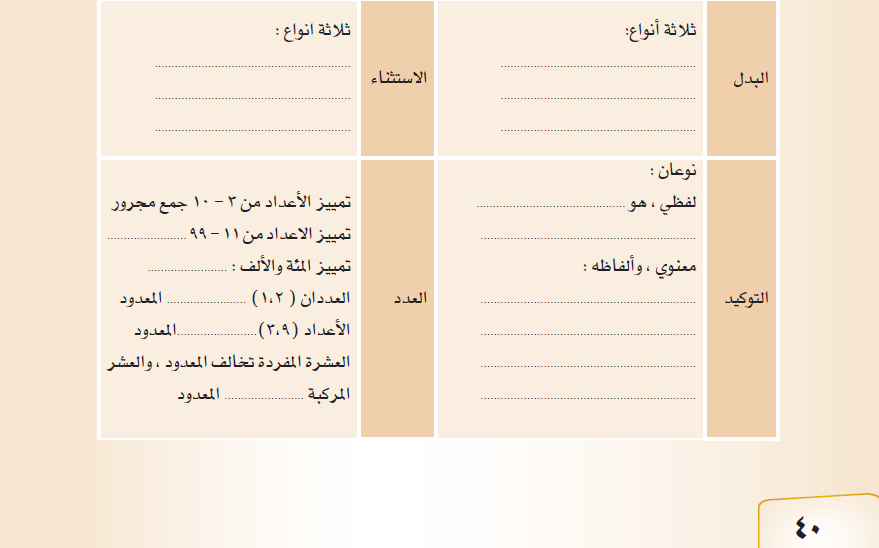 البدل
ثلاثة أنواع:
........................................
........................................
........................................
الاستثناء
ثلاثة انواع :
........................................
........................................
........................................
التوكيد
نوعان :
لفظي ، هو ........................................
........................................
معنوي ، وألفاظه :
........................................
........................................
........................................
........................................
العدد
تمييز الأعداد من ٣ - ١٠ جمع مجرور
تمييز الاعداد من ١١ - ٩٩ ........................
تمييز المئة والألف : ........................
العددان ( ١،٢ ) ........................ المعدود
الأعداد (٣،٩) ........................ المعدود
العشرة المفردة تخالف المعدود ، والعشر
المركبة ........................ المعدود
٤٠